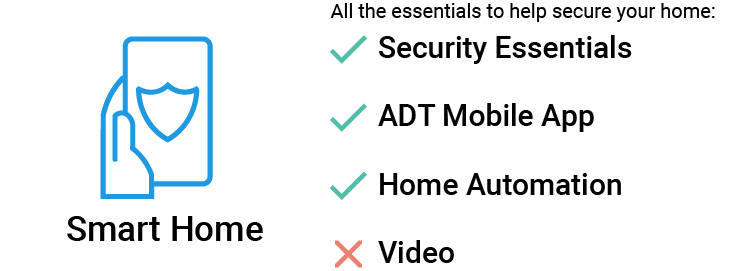 All the essentials to help secure your home:
Security Essentials
ADT Mobile App
Home Automation
Smart Home
Video